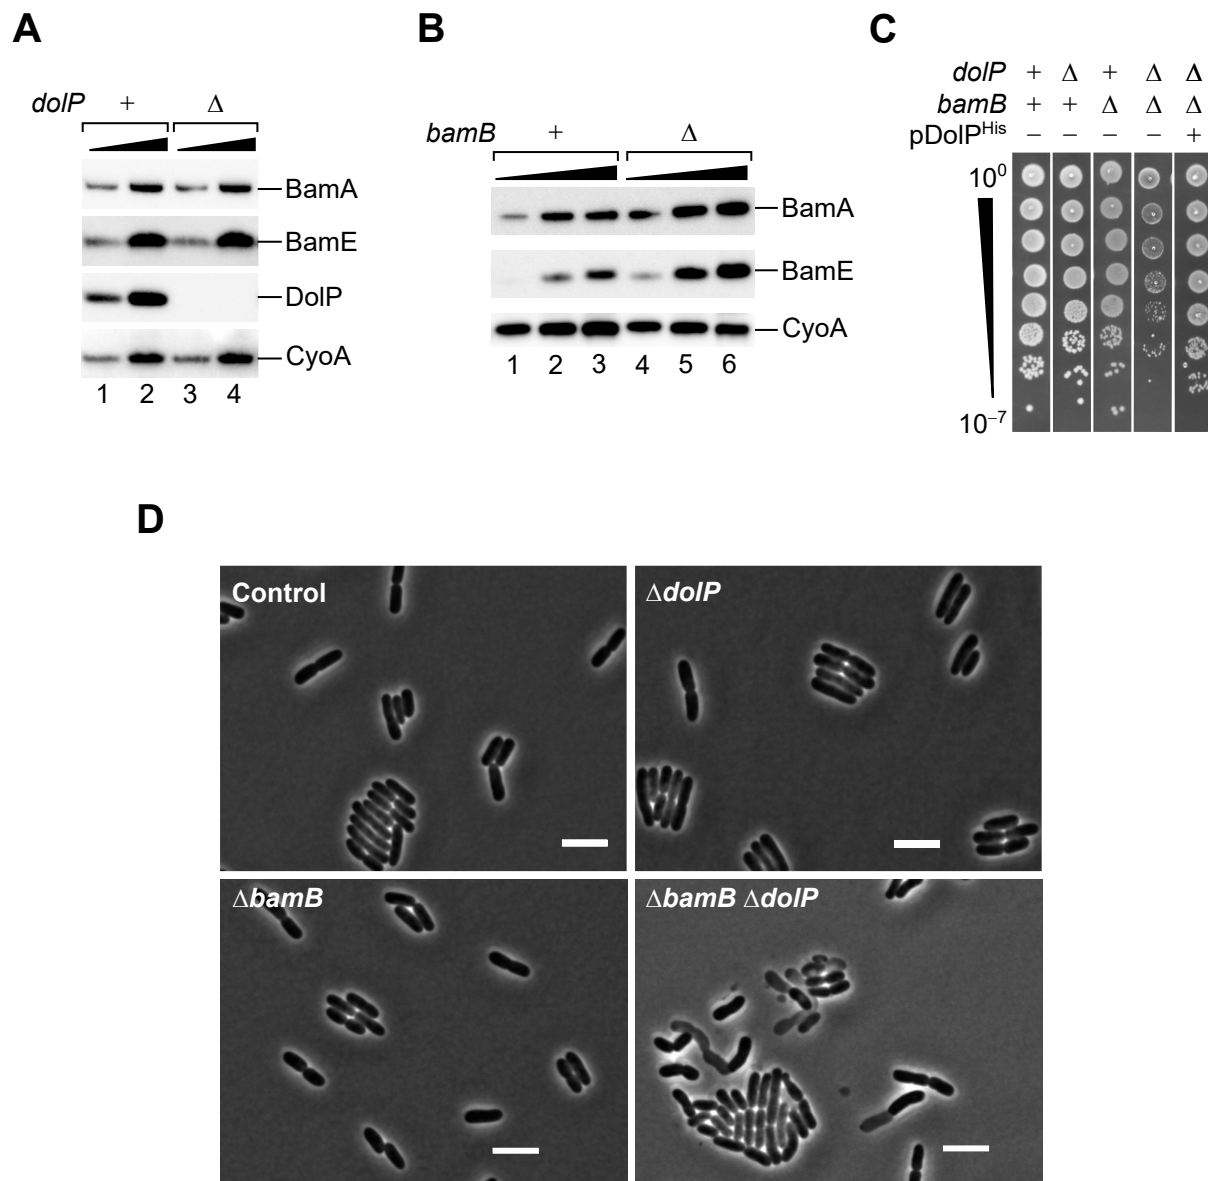 A
dolP + Δ
BamA
BamE
DolP
CyoA
1 2 3 4
B
bamB + Δ
BamA
BamE
CyoA
1 2 3 4 5 6
C
dolP + Δ + Δ Δ
bamB + + Δ Δ Δ
pDolP^His − − − − +
10^0
10^−7
D
Control
ΔdolP
ΔbamB
ΔbamB ΔdolP